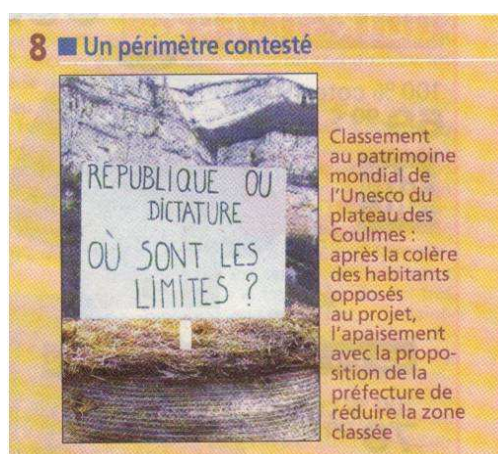 8 ■ Un périmètre contesté
RÉPUBLIQUE OU
DICTATURE
OÙ SONT LES
LIMITES ?
Classement
au patrimoine
mondial de
l'Unesco du
plateau des
Coulmes :
après la colère
des habitants
opposés
au projet,
l'apaisement
avec la propo-
sition de la
préfecture de
réduire la zone
classée